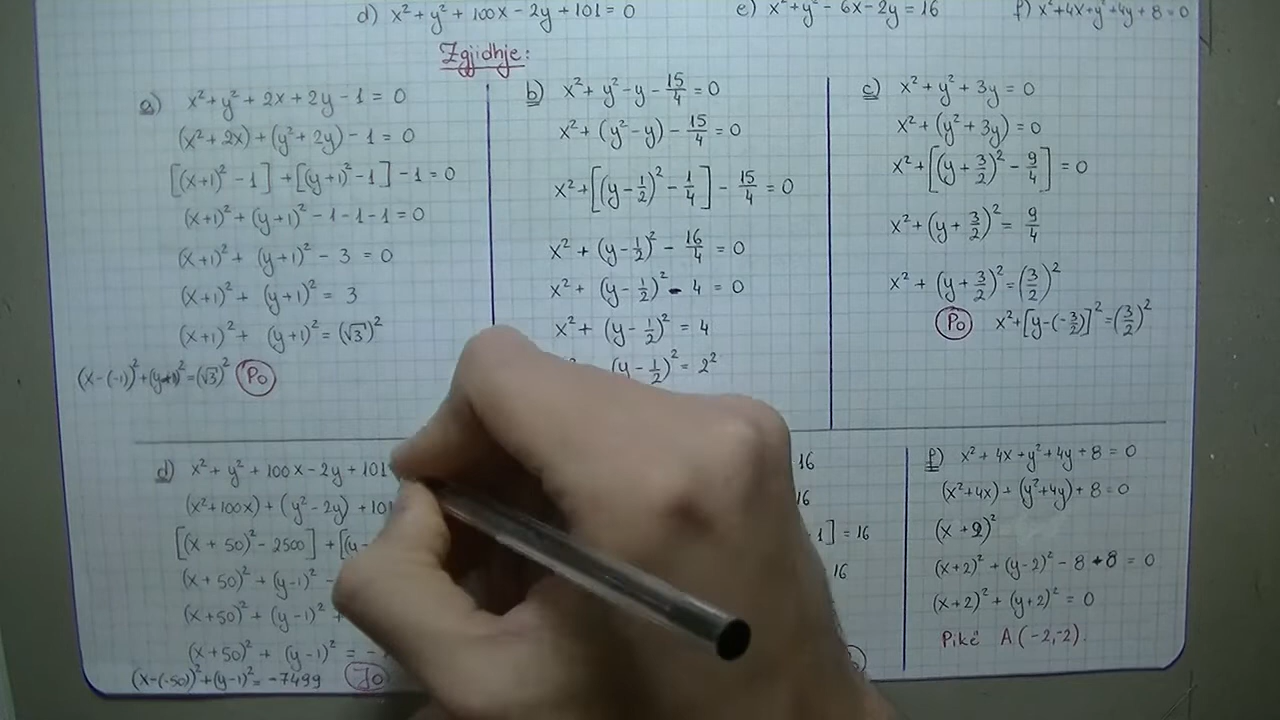 d) x² + y² + 100x - 2y + 101 = 0
e) x² + y² - 6x - 2y = 16
f) x² + 4x + y² + 4y + 8 = 0
Zgjidhje:
a) x² + y² + 2x + 2y - 1 = 0
(x² + 2x) + (y² + 2y) - 1 = 0
[(x+1)² - 1] + [(y+1)² - 1] - 1 = 0
(x+1)² + (y+1)² - 1 - 1 - 1 = 0
(x+1)² + (y+1)² - 3 = 0
(x+1)² + (y+1)² = 3
(x+1)² + (y+1)² = (√3)²
(x-(-1))² + (y+1)² = (√3)² Po
b) x² + y² - y - 15/4 = 0
x² + (y² - y) - 15/4 = 0
x² + [(y - 1/2)² - 1/4] - 15/4 = 0
x² + (y - 1/2)² - 16/4 = 0
x² + (y - 1/2)² - 4 = 0
x² + (y - 1/2)² = 4
(y - 1/2)² = 2²
c) x² + y² + 3y = 0
x² + (y² + 3y) = 0
x² + [(y + 3/2)² - 9/4] = 0
x² + (y + 3/2)² = 9/4
x² + (y + 3/2)² = (3/2)²
Po x² + [y - (-3/2)]² = (3/2)²
d) x² + y² + 100x - 2y + 101
(x² + 100x) + (y² - 2y) + 101
[(x + 50)² - 2500] + [(y -
(x + 50)² + (y-1)² -
(x + 50)² + (y-1)² +
(x + 50)² + (y-1)² = -
(x-(-50))² + (y-1)² = -7499 Jo
16
16
1] = 16
16
f) x² + 4x + y² + 4y + 8 = 0
(x² + 4x) + (y² + 4y) + 8 = 0
(x + 2)²
(x+2)² + (y-2)² - 8 + 8 = 0
(x+2)² + (y+2)² = 0
Pikë A(-2,-2).